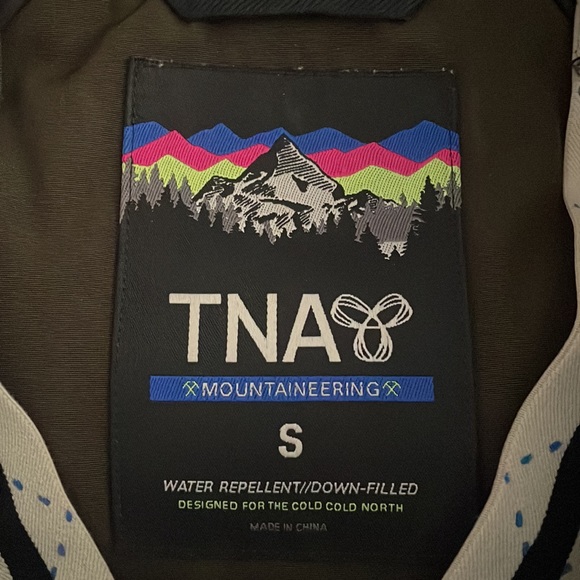 TNA
MOUNTAINEERING
S
WATER REPELLENT//DOWN-FILLED
DESIGNED FOR THE COLD COLD NORTH
MADE IN CHINA